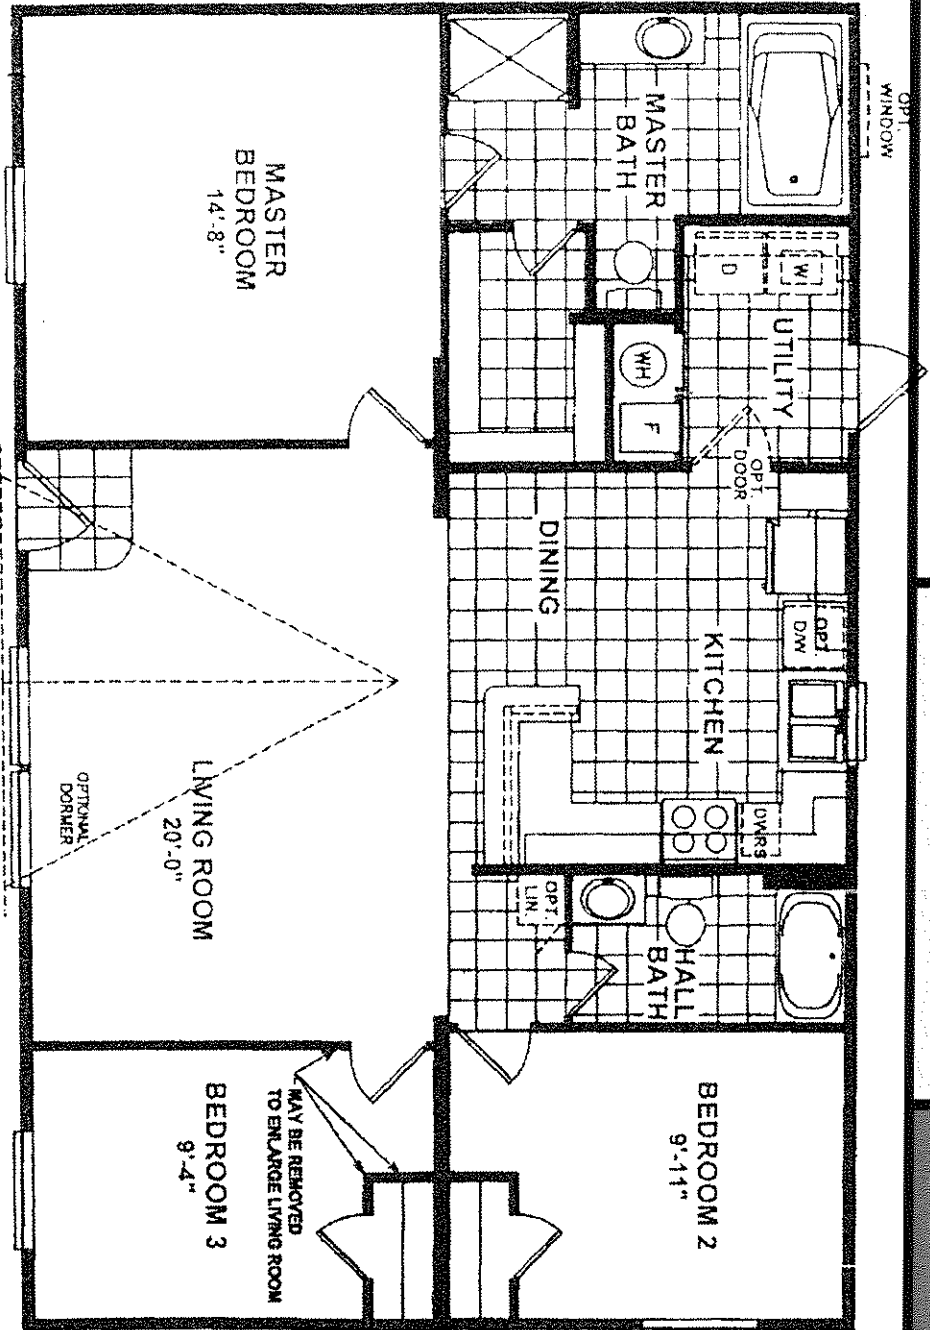 OPT.
WINDOW
MASTER
BATH
MASTER
BEDROOM
14'-8"
D
W
UTILITY
WH
F
OPT.
DOOR
DINING
KITCHEN
OPT.
D/W
DWRS
LIVING ROOM
20'-0"
OPTIONAL
DORMER
OPT.
LIN.
HALL
BATH
MAY BE REMOVED
TO ENLARGE LIVING ROOM
BEDROOM 2
9'-11"
BEDROOM 3
9'-4"